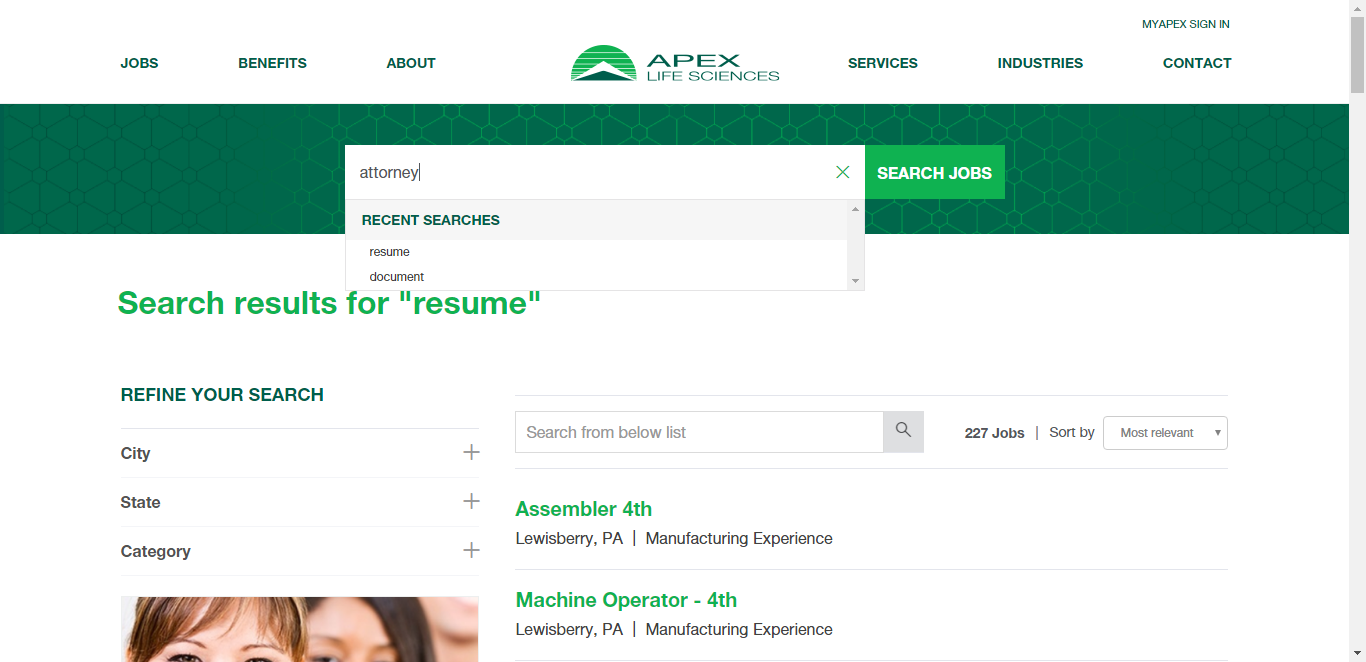 MYAPEX SIGN IN
JOBS BENEFITS ABOUT APEX LIFE SCIENCES SERVICES INDUSTRIES CONTACT
attorney SEARCH JOBS
RECENT SEARCHES
resume
document
Search results for "resume"
REFINE YOUR SEARCH
City
State
Category
Search from below list 227 Jobs | Sort by Most relevant
Assembler 4th
Lewisberry, PA | Manufacturing Experience
Machine Operator - 4th
Lewisberry, PA | Manufacturing Experience